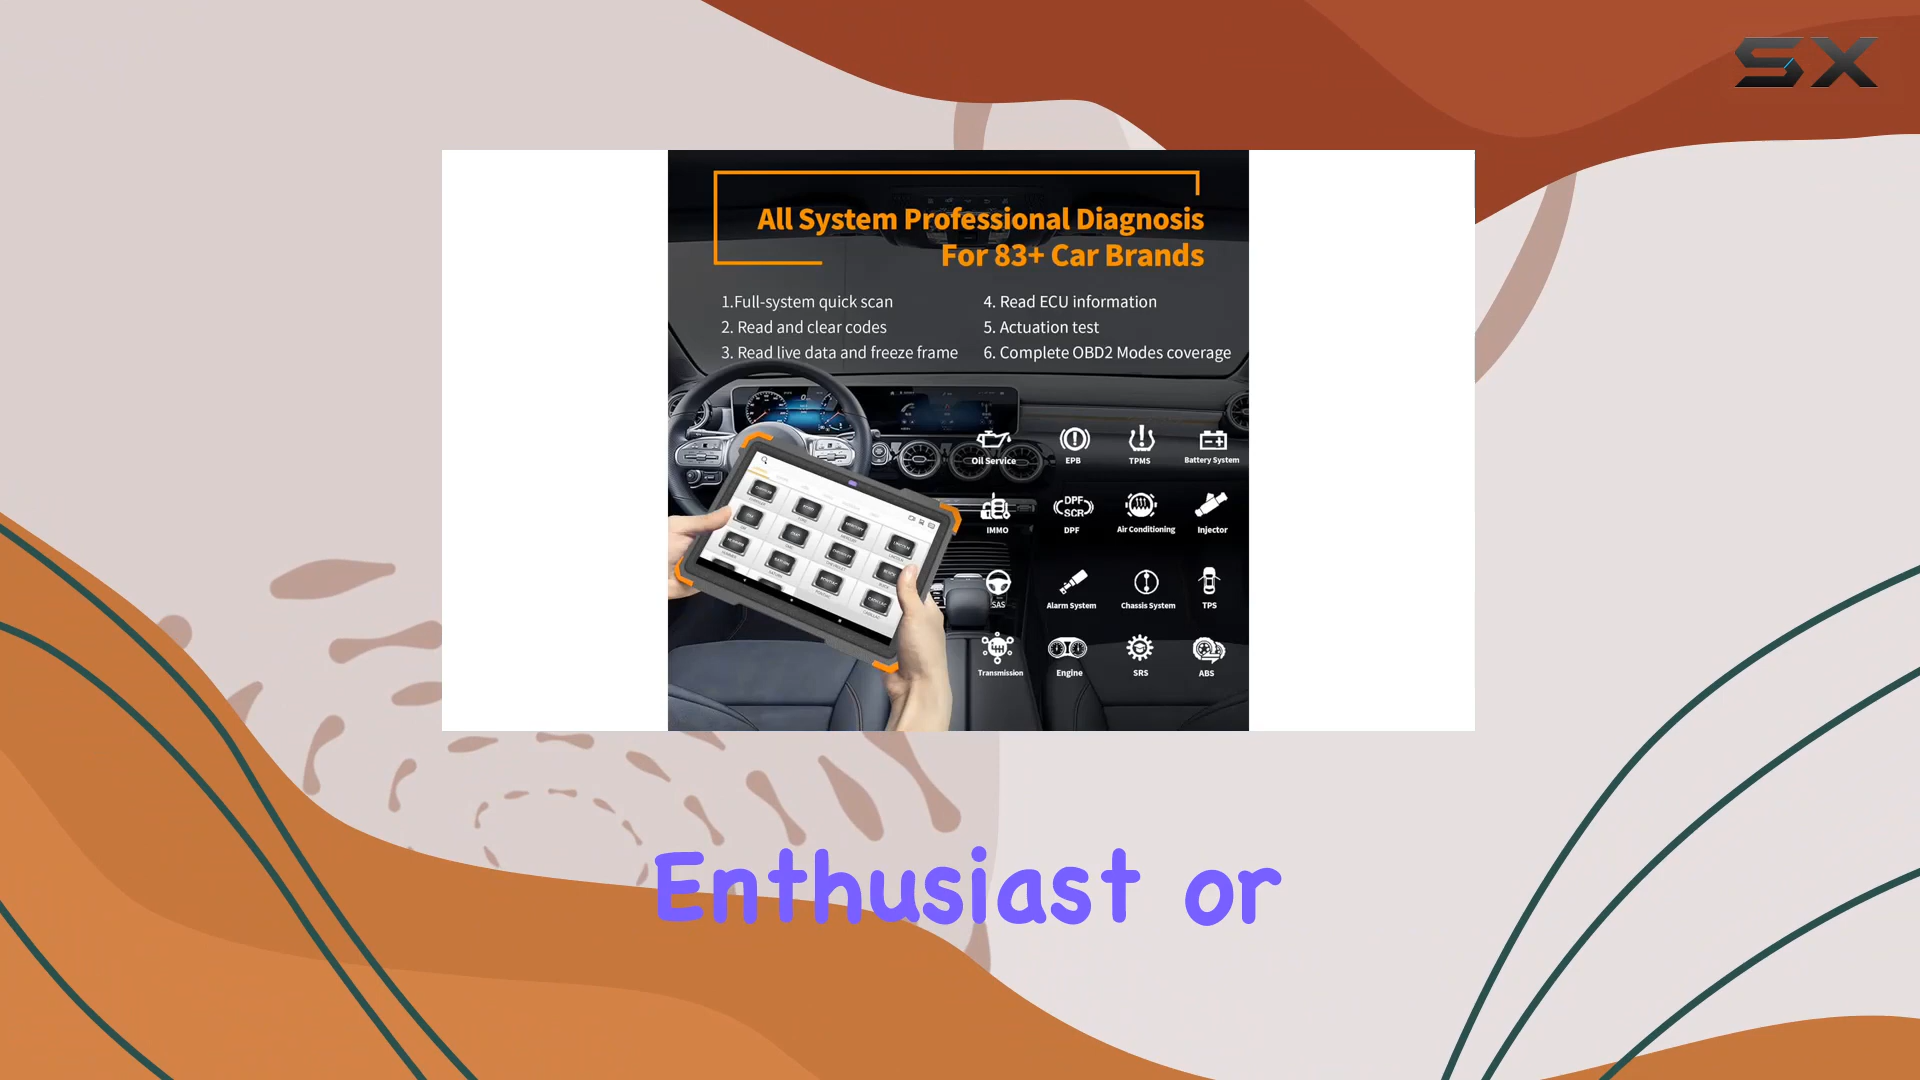 SX
All System Professional Diagnosis
For 83+ Car Brands
1.Full-system quick scan
2. Read and clear codes
3. Read live data and freeze frame
4. Read ECU information
5. Actuation test
6. Complete OBD2 Modes coverage
Oil Service
EPB
TPMS
Battery System
IMMO
DPF
SCR
DPF
Air Conditioning
Injector
SAS
Alarm System
Chassis System
TPS
Transmission
Engine
SRS
ABS
Enthusiast or